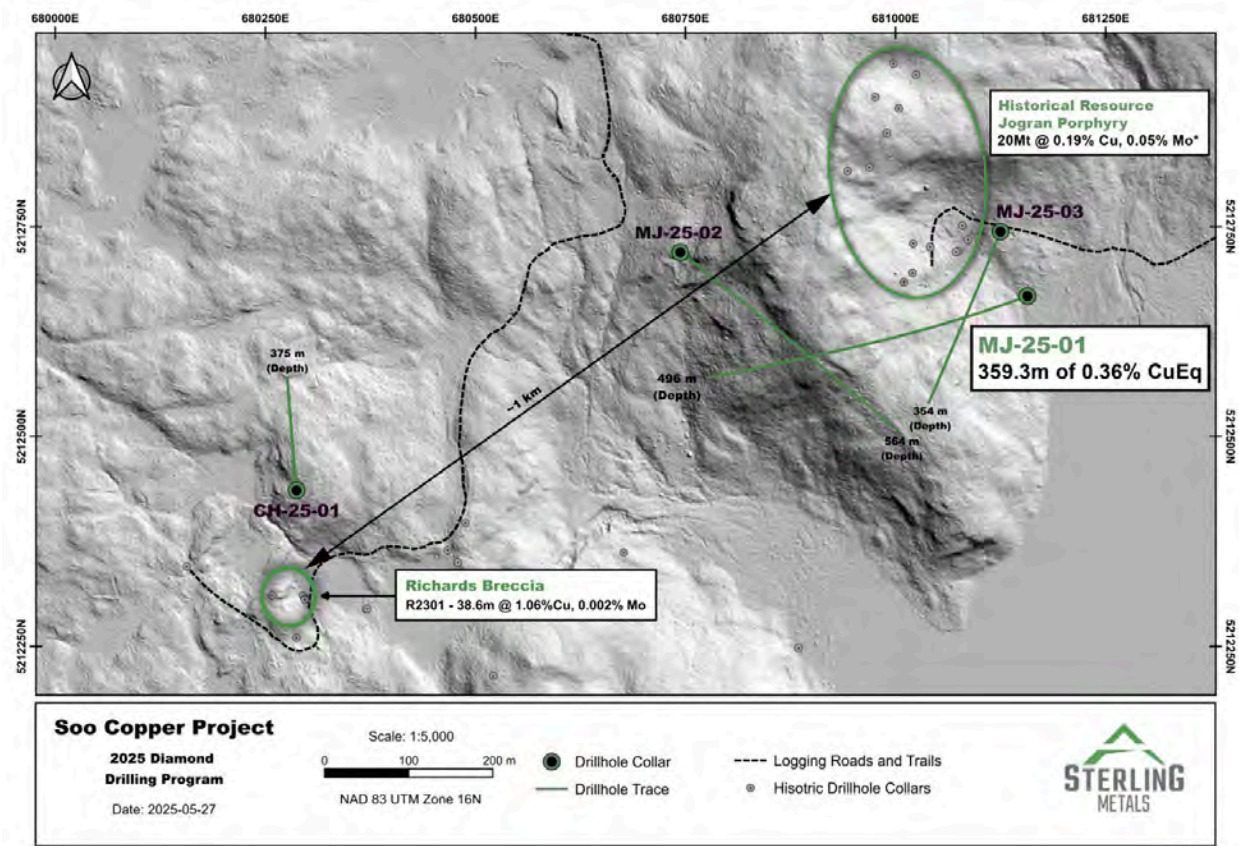 680000E 680250E 680500E 680750E 681000E 681250E
Historical Resource
Jogran Porphyry
20Mt @ 0.19% Cu, 0.05% Mo*
5212750N
5212750N
MJ-25-02
MJ-25-03
MJ-25-01
359.3m of 0.36% CuEq
375 m
(Depth)
~1 km
496 m
(Depth)
354 m
(Depth)
564 m
(Depth)
5212500N
5212500N
CH-25-01
Richards Breccia
R2301 - 38.6m @ 1.06%Cu, 0.002% Mo
5212250N
5212250N
Soo Copper Project
2025 Diamond
Drilling Program
Date: 2025-05-27
Scale: 1:5,000
0 100 200 m
NAD 83 UTM Zone 16N
Drillhole Collar
Drillhole Trace
Logging Roads and Trails
Hisotric Drillhole Collars
STERLING
METALS